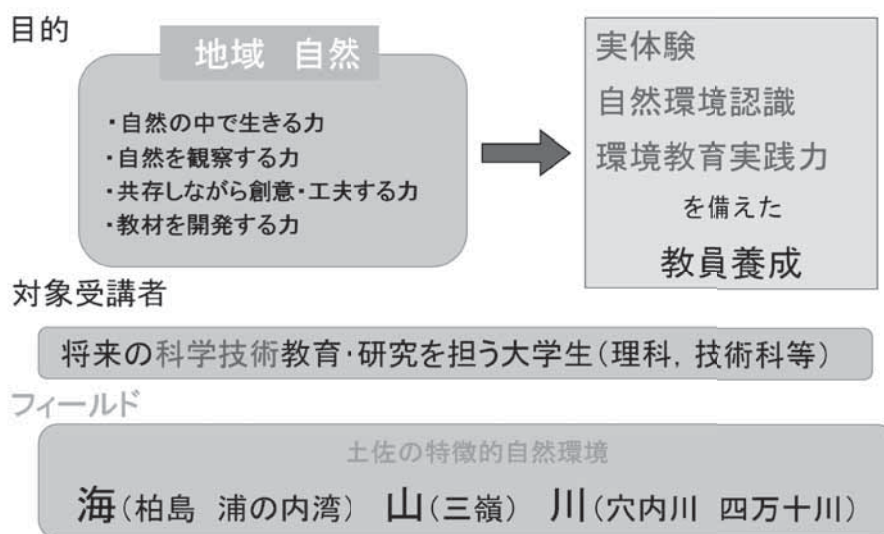 目的
地域 自然
・自然の中で生きる力
・自然を観察する力
・共存しながら創意・工夫する力
・教材を開発する力
実体験
自然環境認識
環境教育実践力
を備えた
教員養成
対象受講者
将来の科学技術教育・研究を担う大学生(理科, 技術科等)
フィールド
土佐の特徴的自然環境
海(柏島 浦の内湾) 山(三嶺) 川(穴内川 四万十川)